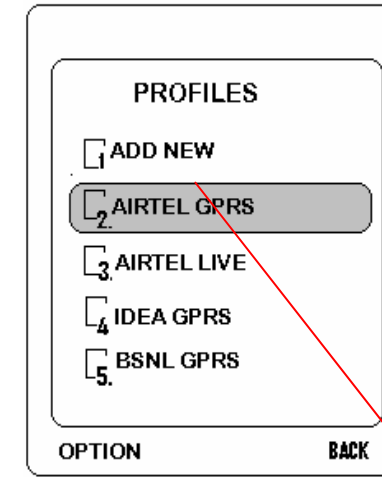 PROFILES
1 ADD NEW
2. AIRTEL GPRS
3. AIRTEL LIVE
4 IDEA GPRS
5. BSNL GPRS
OPTION BACK